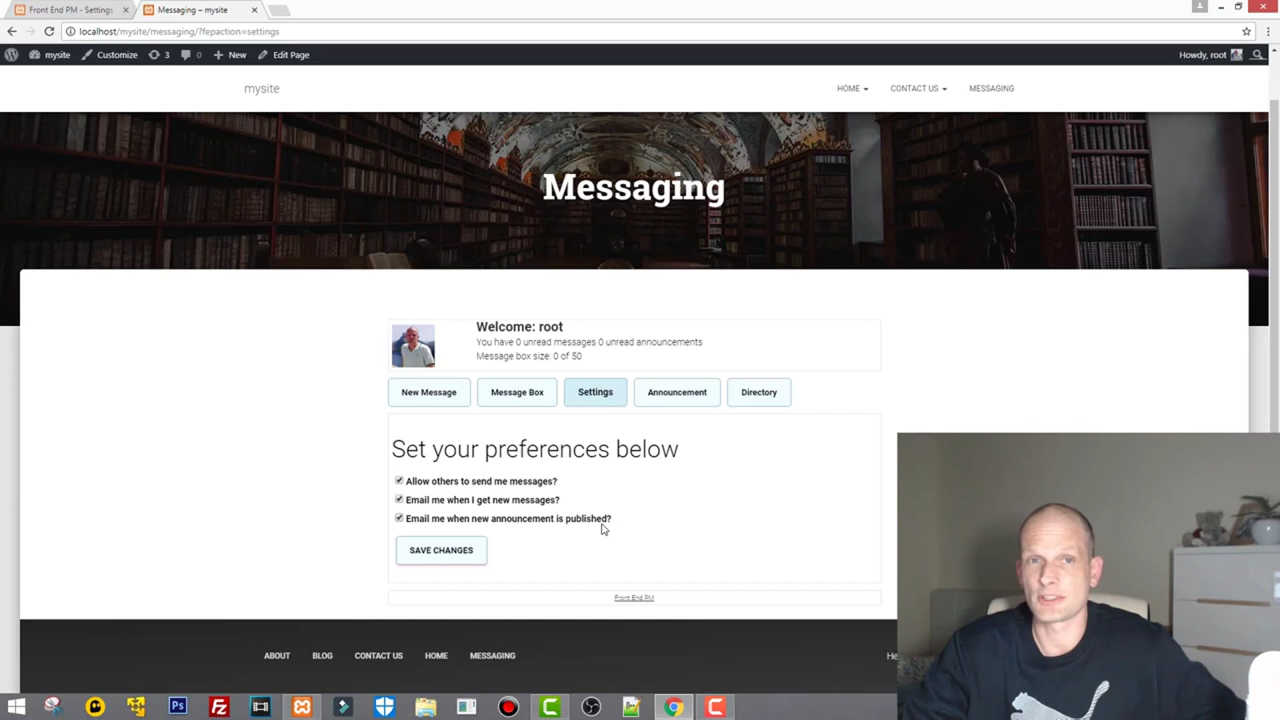 Front End PM - Settings
Messaging – mysite
localhost/mysite/messaging/?fepaction=settings
mysite
Customize
3
0
New
Edit Page
Howdy, root
mysite
HOME
CONTACT US
MESSAGING
Messaging
Welcome: root
You have 0 unread messages 0 unread announcements
Message box size: 0 of 50
New Message
Message Box
Settings
Announcement
Directory
Set your preferences below
Allow others to send me messages?
Email me when I get new messages?
Email me when new announcement is published?
SAVE CHANGES
Front End PM
ABOUT
BLOG
CONTACT US
HOME
MESSAGING
He
Ps
Fz